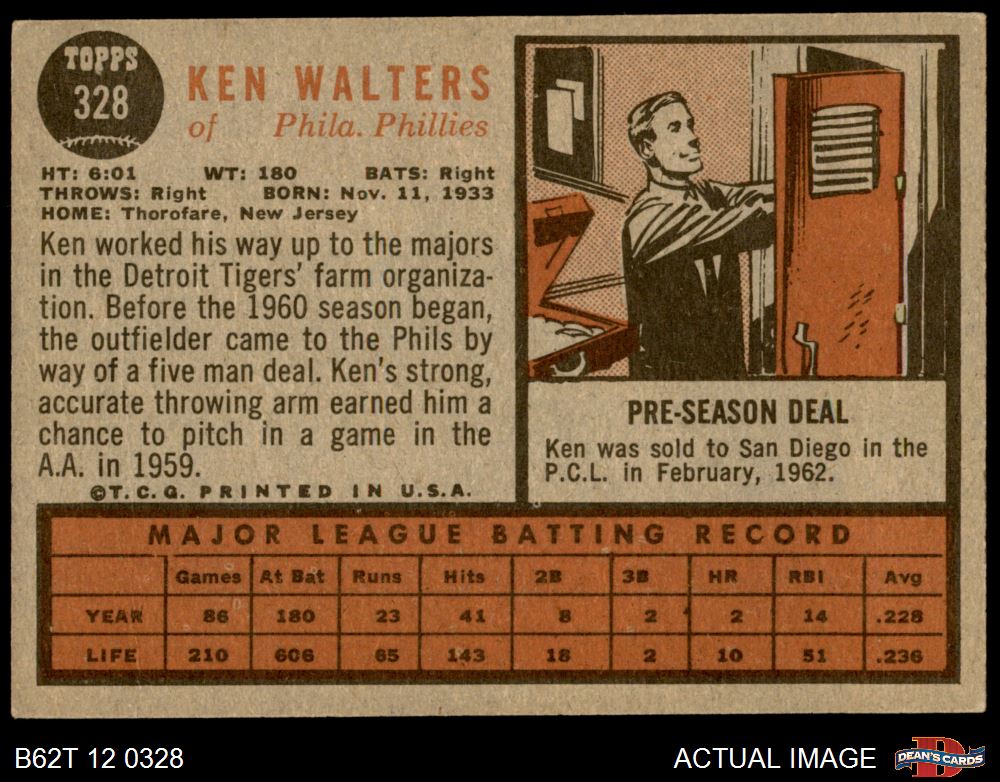 TOPPS
328
KEN WALTERS
of Phila. Phillies
HT: 6:01 WT: 180 BATS: Right
THROWS: Right BORN: Nov. 11, 1933
HOME: Thorofare, New Jersey
Ken worked his way up to the majors
in the Detroit Tigers' farm organiza-
tion. Before the 1960 season began,
the outfielder came to the Phils by
way of a five man deal. Ken's strong,
accurate throwing arm earned him a
chance to pitch in a game in the
A.A. in 1959.
©T.C.G. PRINTED IN U.S.A.
PRE-SEASON DEAL
Ken was sold to San Diego in the
P.C.L. in February, 1962.
MAJOR LEAGUE BATTING RECORD
Games At Bat Runs Hits 2B 3B HR RBI Avg
YEAR 86 180 23 41 8 2 2 14 .228
LIFE 210 606 65 143 18 2 10 51 .236
B62T 12 0328
ACTUAL IMAGE
D
DEAN'S CARDS